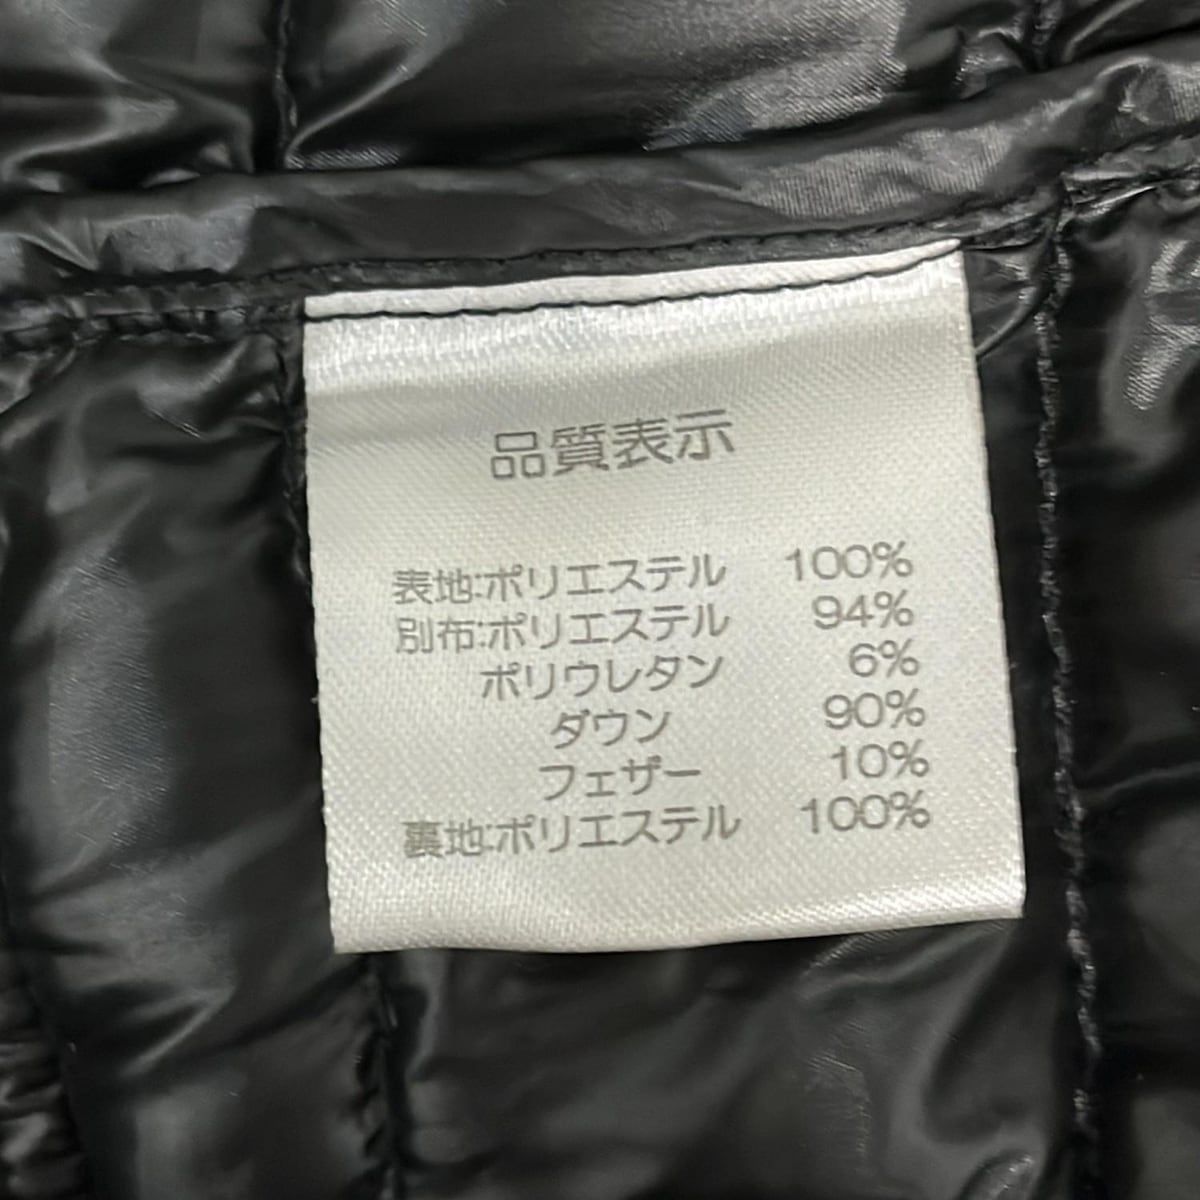 品質表示
表地:ポリエステル 100%
別布:ポリエステル 94%
ポリウレタン 6%
ダウン 90%
フェザー 10%
裏地:ポリエステル 100%